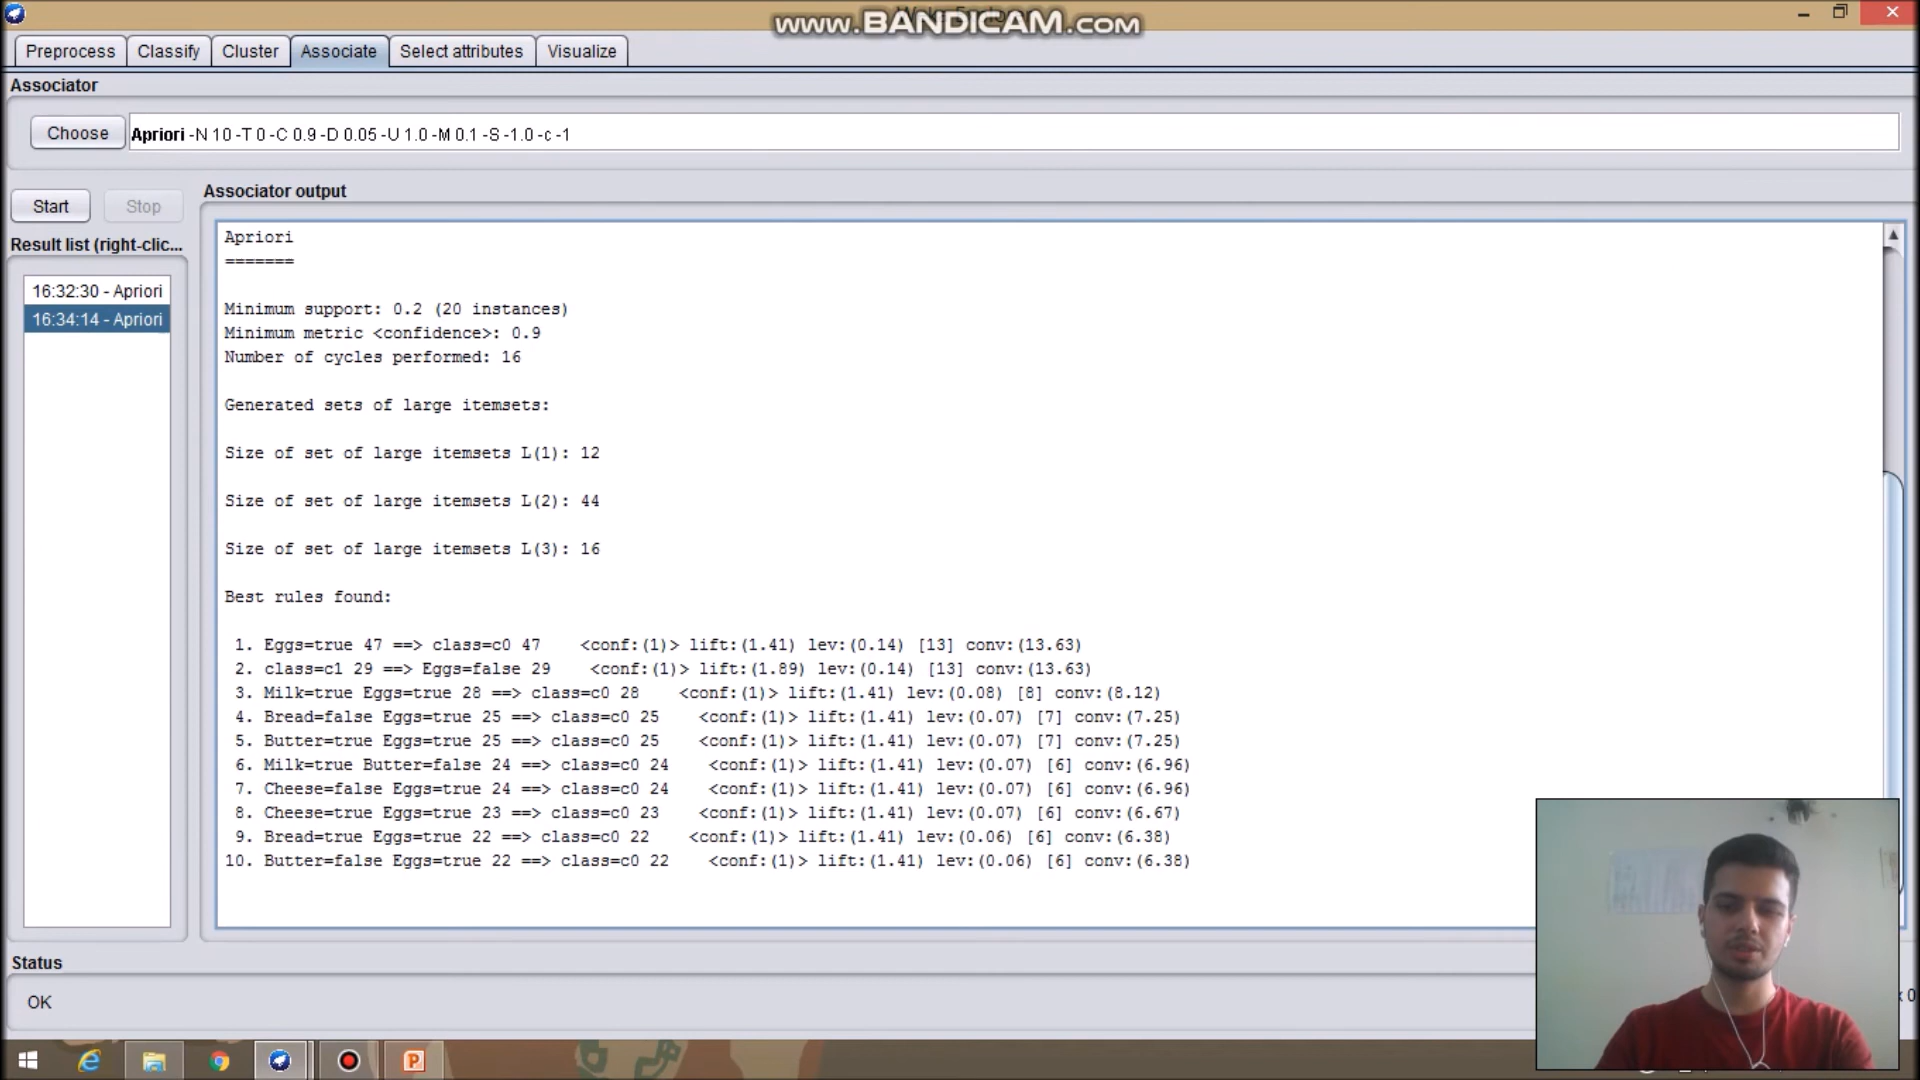 www.BANDICAM.com
Preprocess Classify Cluster Associate Select attributes Visualize
Associator
Choose Apriori -N 10 -T 0 -C 0.9 -D 0.05 -U 1.0 -M 0.1 -S -1.0 -c -1
Start Stop
Associator output
Result list (right-clic...
16:32:30 - Apriori
16:34:14 - Apriori
Apriori
=======
Minimum support: 0.2 (20 instances)
Minimum metric <confidence>: 0.9
Number of cycles performed: 16
Generated sets of large itemsets:
Size of set of large itemsets L(1): 12
Size of set of large itemsets L(2): 44
Size of set of large itemsets L(3): 16
Best rules found:
1. Eggs=true 47 ==> class=c0 47 <conf:(1)> lift:(1.41) lev:(0.14) [13] conv:(13.63)
2. class=c1 29 ==> Eggs=false 29 <conf:(1)> lift:(1.89) lev:(0.14) [13] conv:(13.63)
3. Milk=true Eggs=true 28 ==> class=c0 28 <conf:(1)> lift:(1.41) lev:(0.08) [8] conv:(8.12)
4. Bread=false Eggs=true 25 ==> class=c0 25 <conf:(1)> lift:(1.41) lev:(0.07) [7] conv:(7.25)
5. Butter=true Eggs=true 25 ==> class=c0 25 <conf:(1)> lift:(1.41) lev:(0.07) [7] conv:(7.25)
6. Milk=true Butter=false 24 ==> class=c0 24 <conf:(1)> lift:(1.41) lev:(0.07) [6] conv:(6.96)
7. Cheese=false Eggs=true 24 ==> class=c0 24 <conf:(1)> lift:(1.41) lev:(0.07) [6] conv:(6.96)
8. Cheese=true Eggs=true 23 ==> class=c0 23 <conf:(1)> lift:(1.41) lev:(0.07) [6] conv:(6.67)
9. Bread=true Eggs=true 22 ==> class=c0 22 <conf:(1)> lift:(1.41) lev:(0.06) [6] conv:(6.38)
10. Butter=false Eggs=true 22 ==> class=c0 22 <conf:(1)> lift:(1.41) lev:(0.06) [6] conv:(6.38)
Status
OK
x 0